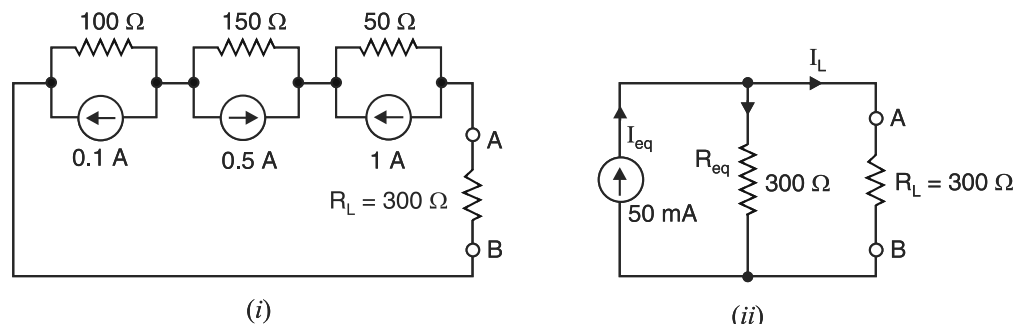 100 Ω 150 Ω 50 Ω
0.1 A 0.5 A 1 A
A
R_L = 300 Ω
B
(i)
I_L
I_eq
50 mA
R_eq
300 Ω
A
R_L = 300 Ω
B
(ii)